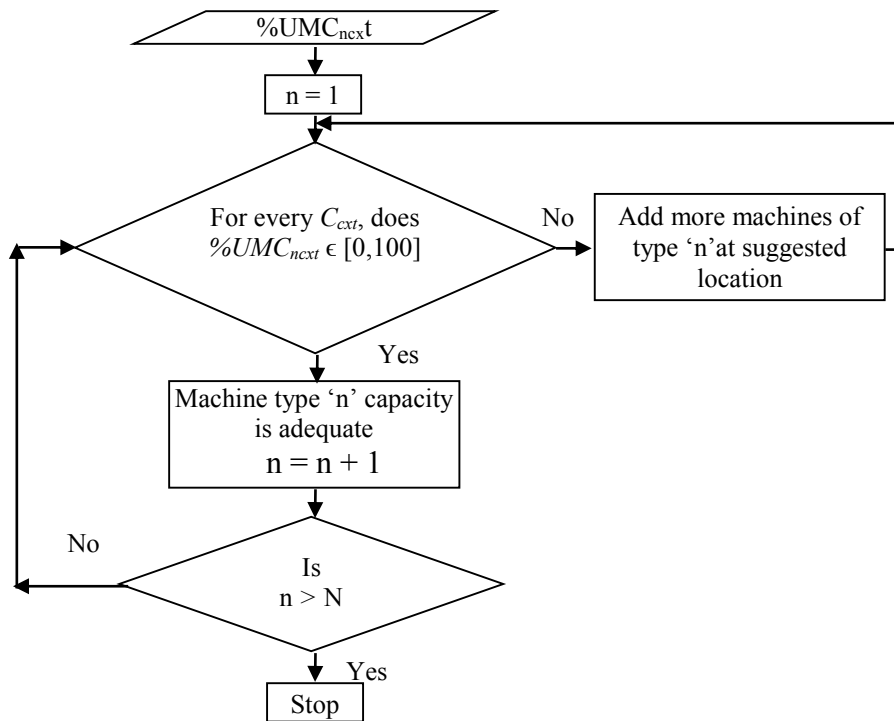 %UMCncxt
n = 1
For every Ccxt, does
%UMCncxt ϵ [0,100]
No
Add more machines of
type ‘n’at suggested
location
Yes
Machine type ‘n’ capacity
is adequate
n = n + 1
No
Is
n > N
Yes
Stop